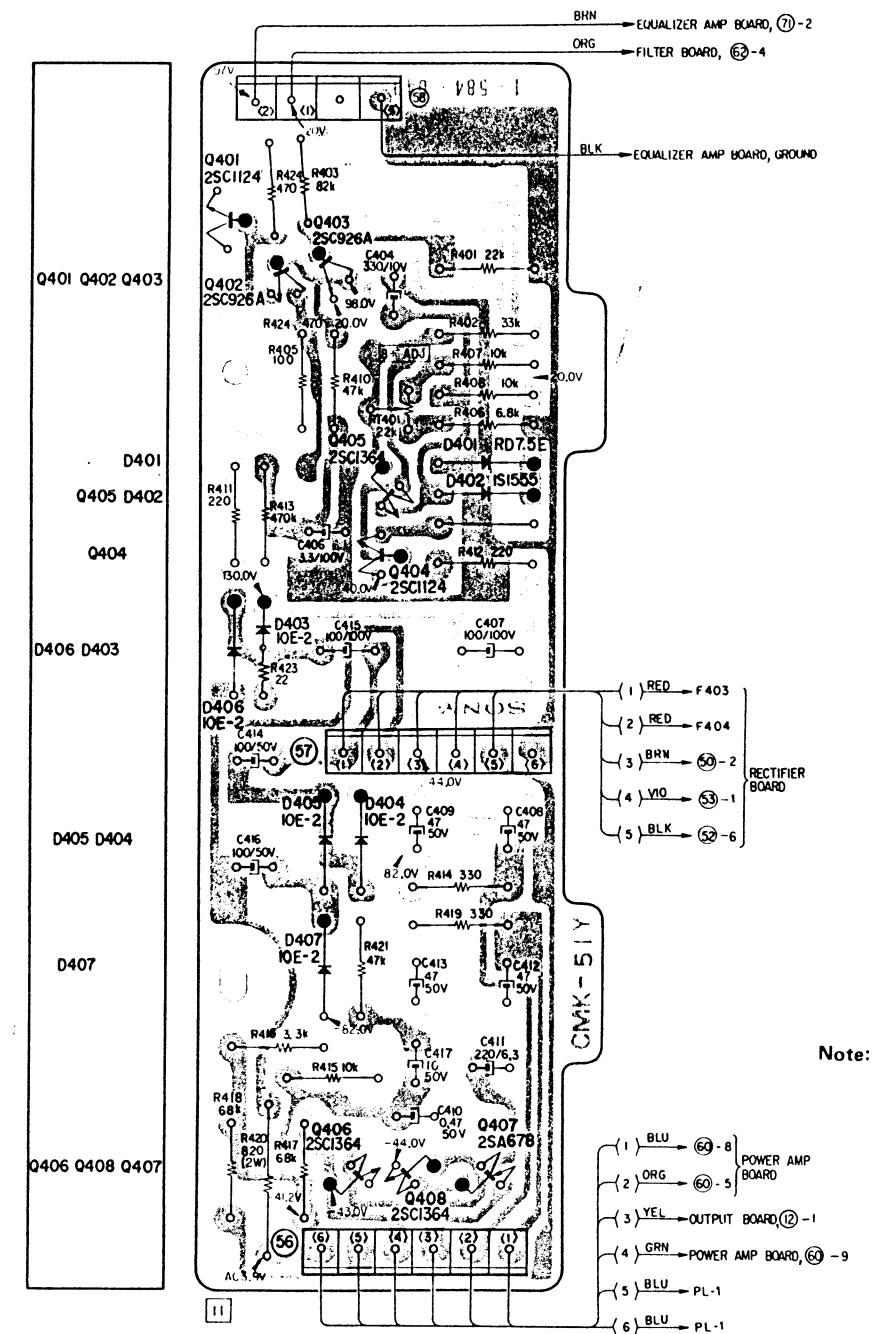 BRN
EQUALIZER AMP BOARD, 71 -2
ORG
FILTER BOARD, 62 -4
(2)
(1)
58
1-584
BLK
EQUALIZER AMP BOARD, GROUND
Q401
2SC1124
R424
470
R403
82k
Q403
2SC926A
C404
330/10V
R401 22k
Q401 Q402 Q403
Q402
2SC926A
98.0V
R424 470
20.0V
R402 33k
R405
100
B+ ADJ
R407 10k
R410
47k
R408 10k
20.0V
RT401
22k
R406 6.8k
Q405
2SC1364
D401 RD7.5E
D401
D402 1S1555
Q405 D402
R411
220
R413
470k
C406
3.3/100V
Q404
R412 220
Q404
2SC1124
130.0V
40.0V
D403
10E-2
C415
100/100V
C407
100/100V
D406 D403
R423
22
D406
10E-2
SONY
(1) RED F403
(2) RED F404
(3) BRN 50 -2
(4) VIO 53 -1
(5) BLK 52 -6
RECTIFIER
BOARD
C414
100/50V
57
(1) (2) (3) (4) (5) (6)
44.0V
D405
10E-2
D404
10E-2
C409
47
50V
C408
47
50V
D405 D404
C416
100/50V
82.0V
R414 330
R419 330
D407
10E-2
R421
47k
D407
C413
47
50V
C412
47
50V
CMK-51Y
-82.0V
R416 3.3k
C417
10
50V
C411
220/6.3
Note:
R415 10k
R418
68k
C410
0.47
50V
Q406
2SC1364
Q407
2SA678
R420
820
(2W)
R417
68k
-44.0V
Q406 Q408 Q407
Q408
2SC1364
41.2V
-43.0V
(1) BLU 60 -8
(2) ORG 60 -5
POWER AMP
BOARD
(3) YEL OUTPUT BOARD, 12 -1
(4) GRN POWER AMP BOARD, 60 -9
(5) BLU PL-1
(6) BLU PL-1
56
(6) (5) (4) (3) (2) (1)
11